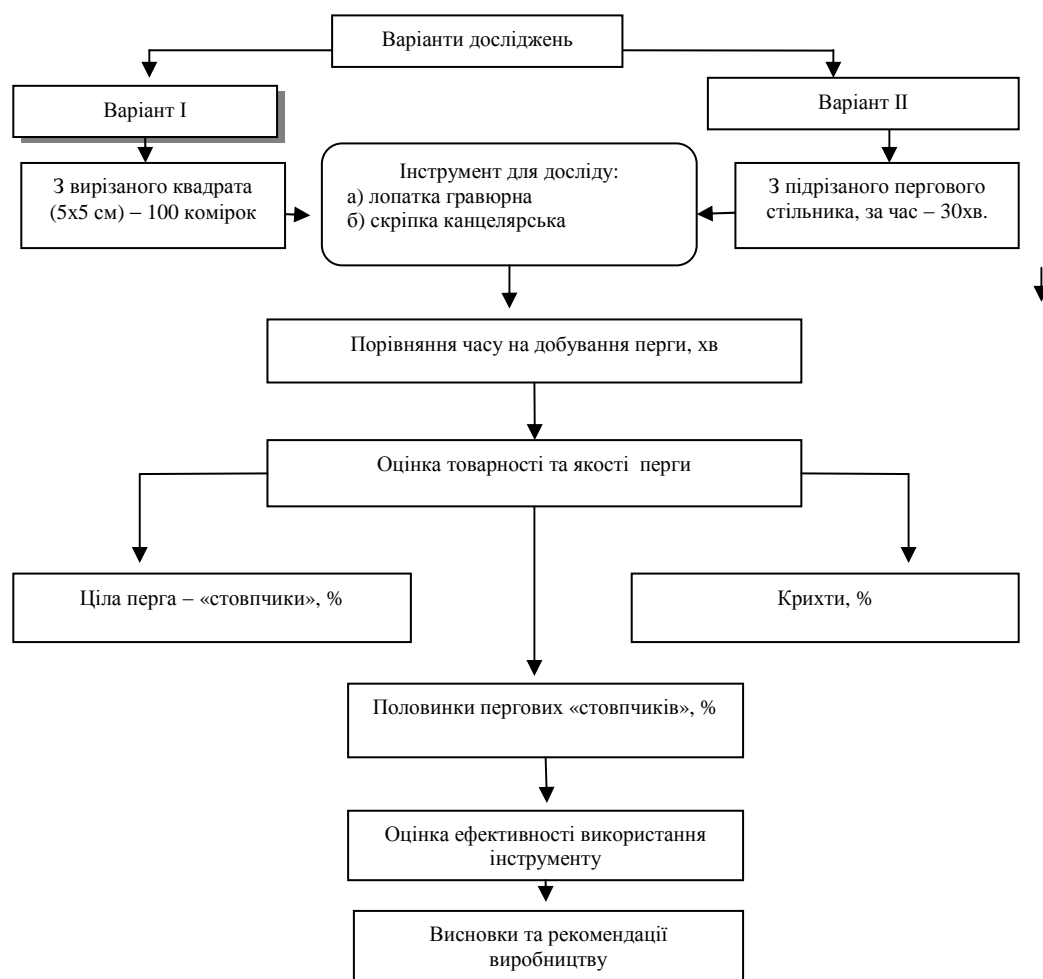 Варіанти досліджень
Варіант I
Варіант II
З вирізаного квадрата
(5х5 см) – 100 комірок
Інструмент для досліду:
а) лопатка гравюрна
б) скріпка канцелярська
З підрізаного пергового
стільника, за час – 30хв.
Порівняння часу на добування перги, хв
Оцінка товарності та якості перги
Ціла перга – «стовпчики», %
Крихти, %
Половинки пергових «стовпчиків», %
Оцінка ефективності використання
інструменту
Висновки та рекомендації
виробництву